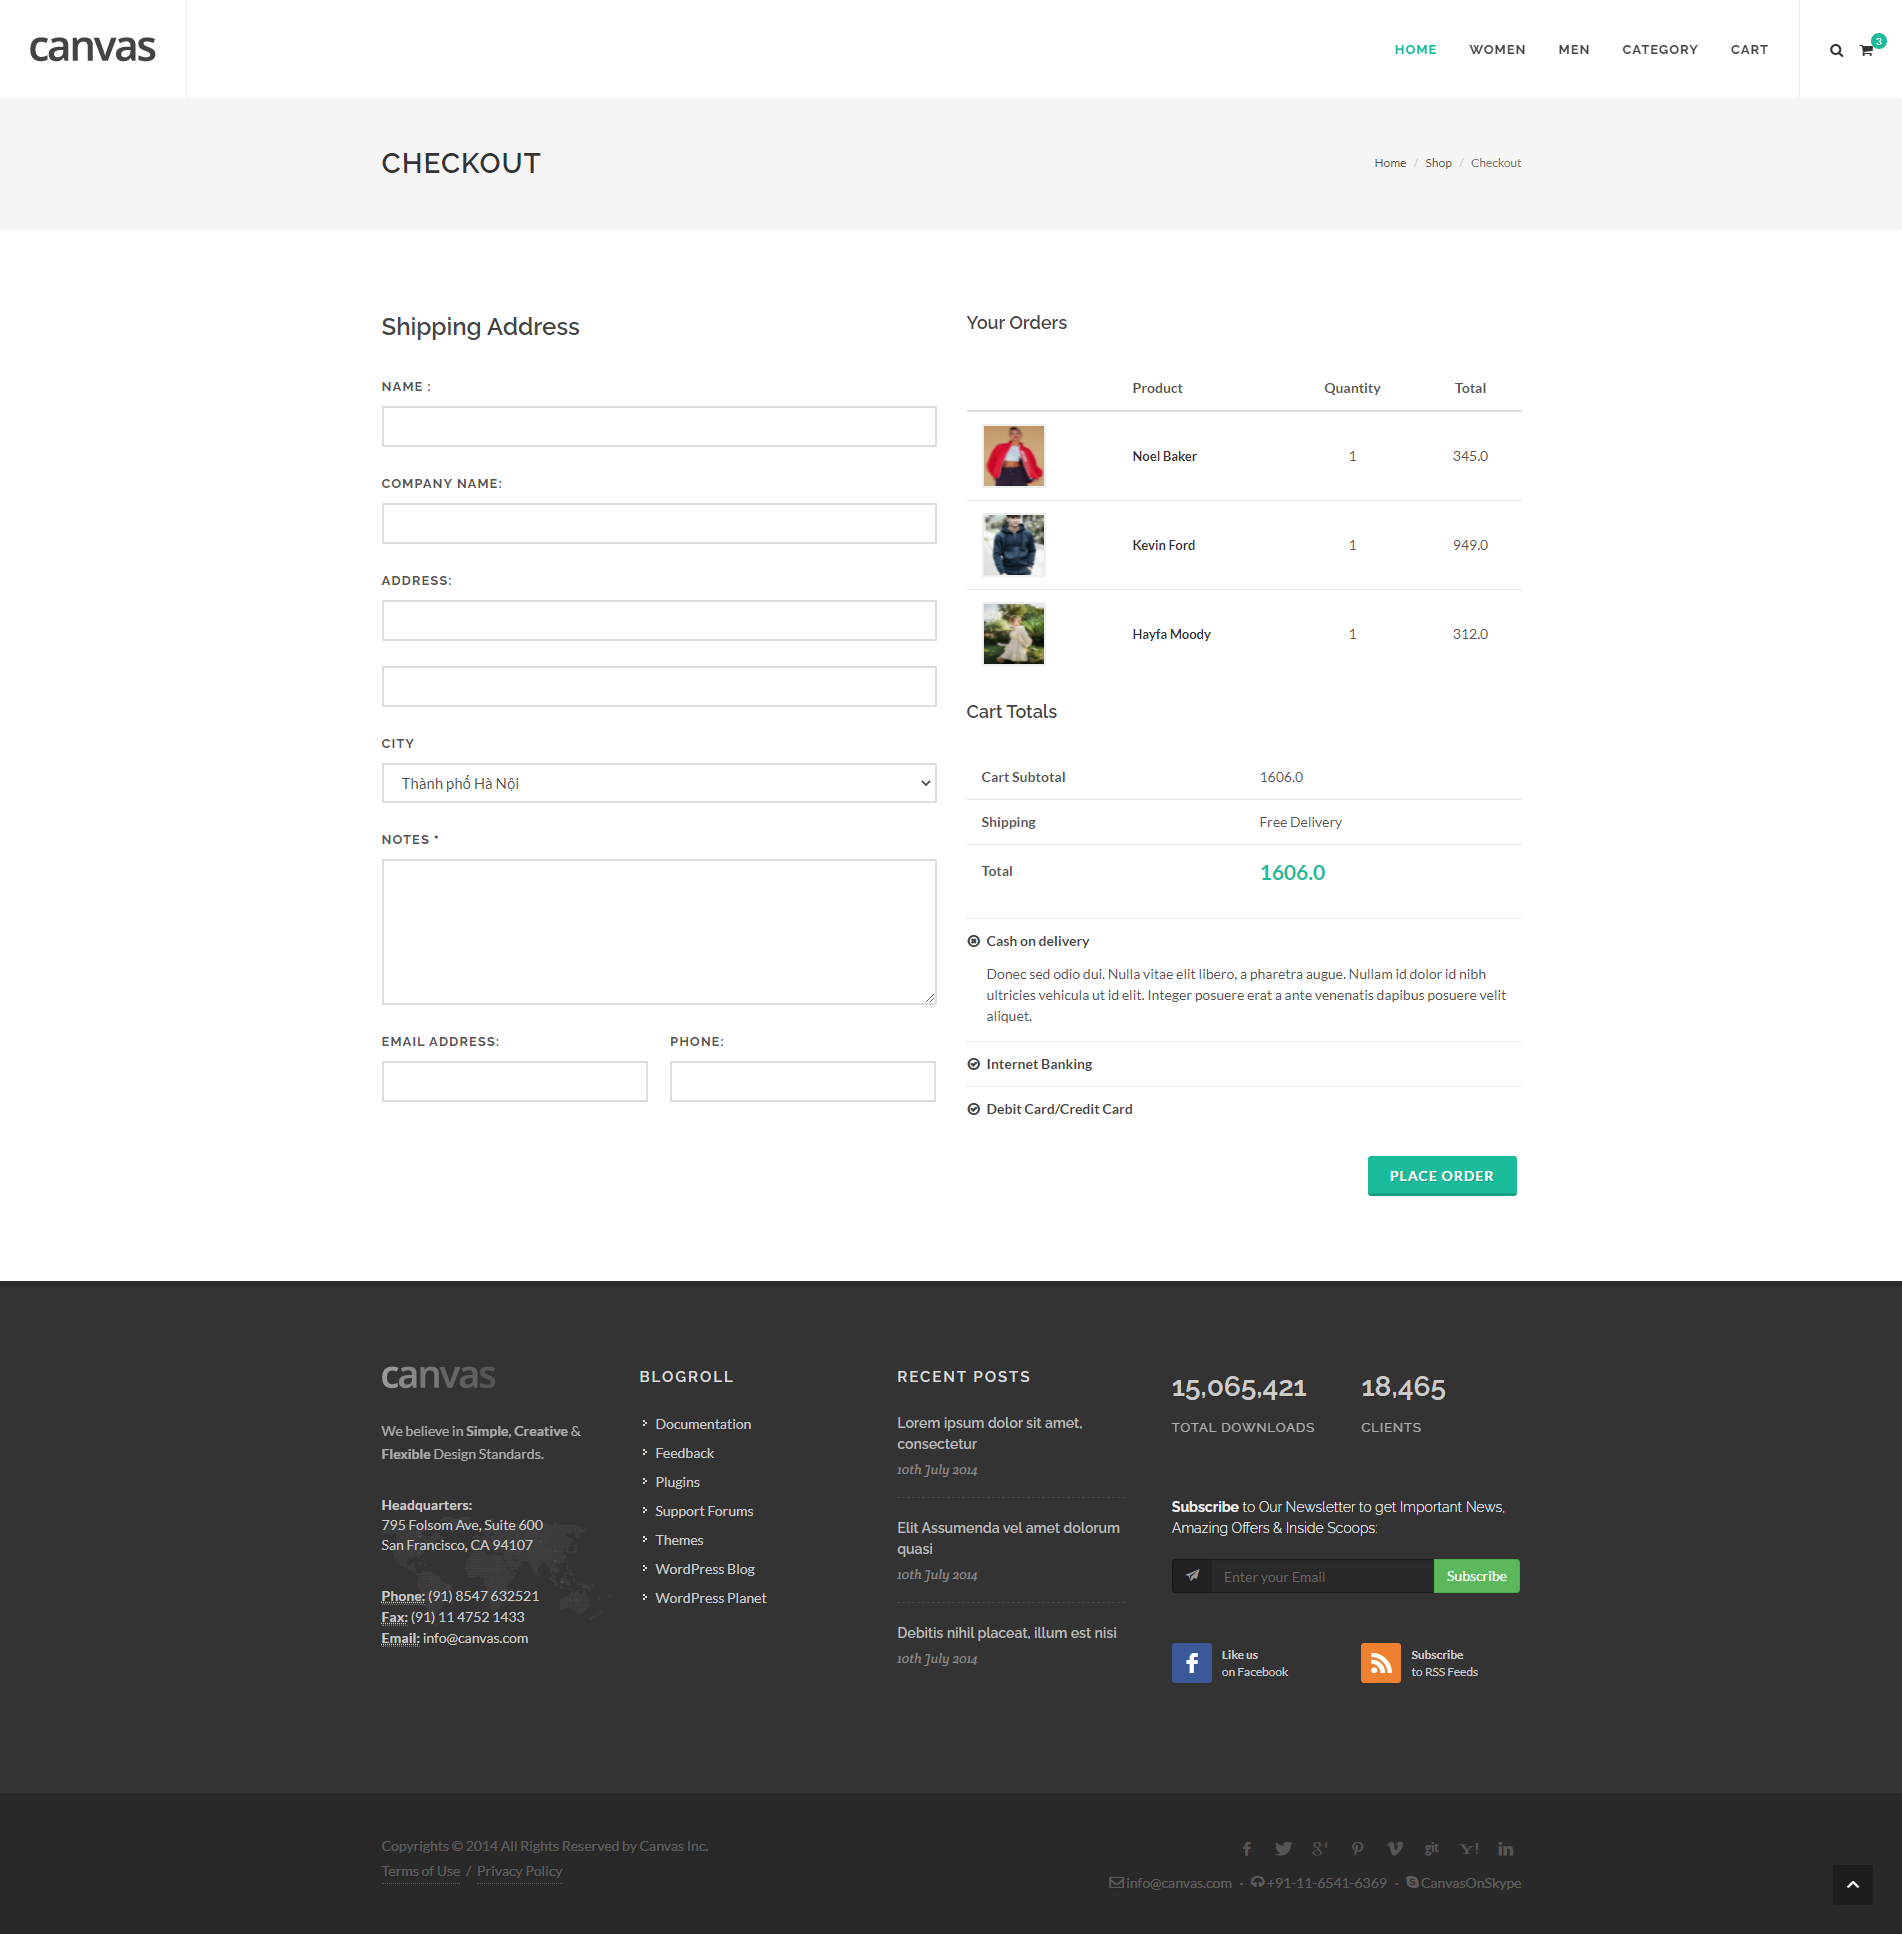 canvas
HOME WOMEN MEN CATEGORY CART 3
CHECKOUT
Home / Shop / Checkout
Shipping Address
NAME :
COMPANY NAME:
ADDRESS:
CITY
Thành phố Hà Nội
NOTES *
EMAIL ADDRESS: PHONE:
Your Orders
Product Quantity Total
Noel Baker 1 345.0
Kevin Ford 1 949.0
Hayfa Moody 1 312.0
Cart Totals
Cart Subtotal 1606.0
Shipping Free Delivery
Total 1606.0
Cash on delivery
Donec sed odio dui. Nulla vitae elit libero, a pharetra augue. Nullam id dolor id nibh
ultricies vehicula ut id elit. Integer posuere erat a ante venenatis dapibus posuere velit
aliquet.
Internet Banking
Debit Card/Credit Card
PLACE ORDER
canvas
We believe in Simple, Creative &
Flexible Design Standards.
Headquarters:
795 Folsom Ave, Suite 600
San Francisco, CA 94107
Phone: (91) 8547 632521
Fax: (91) 11 4752 1433
Email: info@canvas.com
BLOGROLL
Documentation
Feedback
Plugins
Support Forums
Themes
WordPress Blog
WordPress Planet
RECENT POSTS
Lorem ipsum dolor sit amet,
consectetur
10th July 2014
Elit Assumenda vel amet dolorum
quasi
10th July 2014
Debitis nihil placeat, illum est nisi
10th July 2014
15,065,421 18,465
TOTAL DOWNLOADS CLIENTS
Subscribe to Our Newsletter to get Important News,
Amazing Offers & Inside Scoops:
Enter your Email Subscribe
Like us
on Facebook
Subscribe
to RSS Feeds
Copyrights © 2014 All Rights Reserved by Canvas Inc.
Terms of Use / Privacy Policy
git
info@canvas.com · +91-11-6541-6369 · CanvasOnSkype